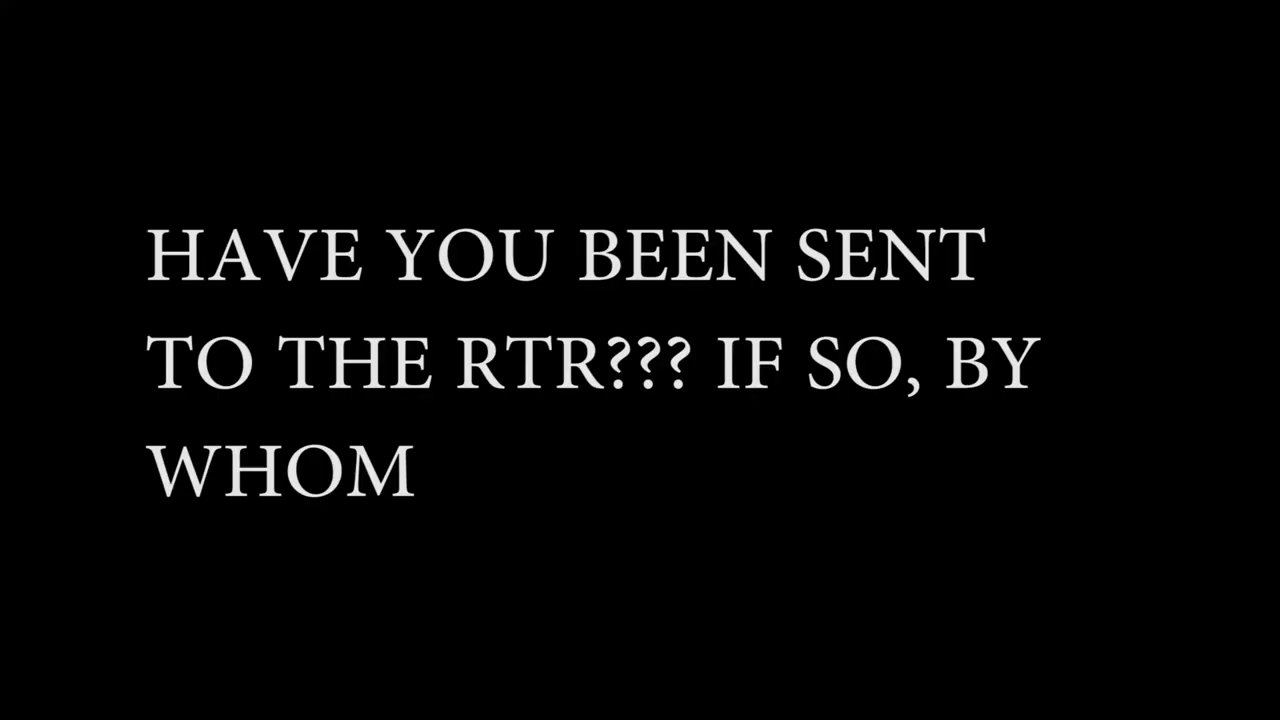 HAVE YOU BEEN SENT
TO THE RTR??? IF SO, BY
WHOM